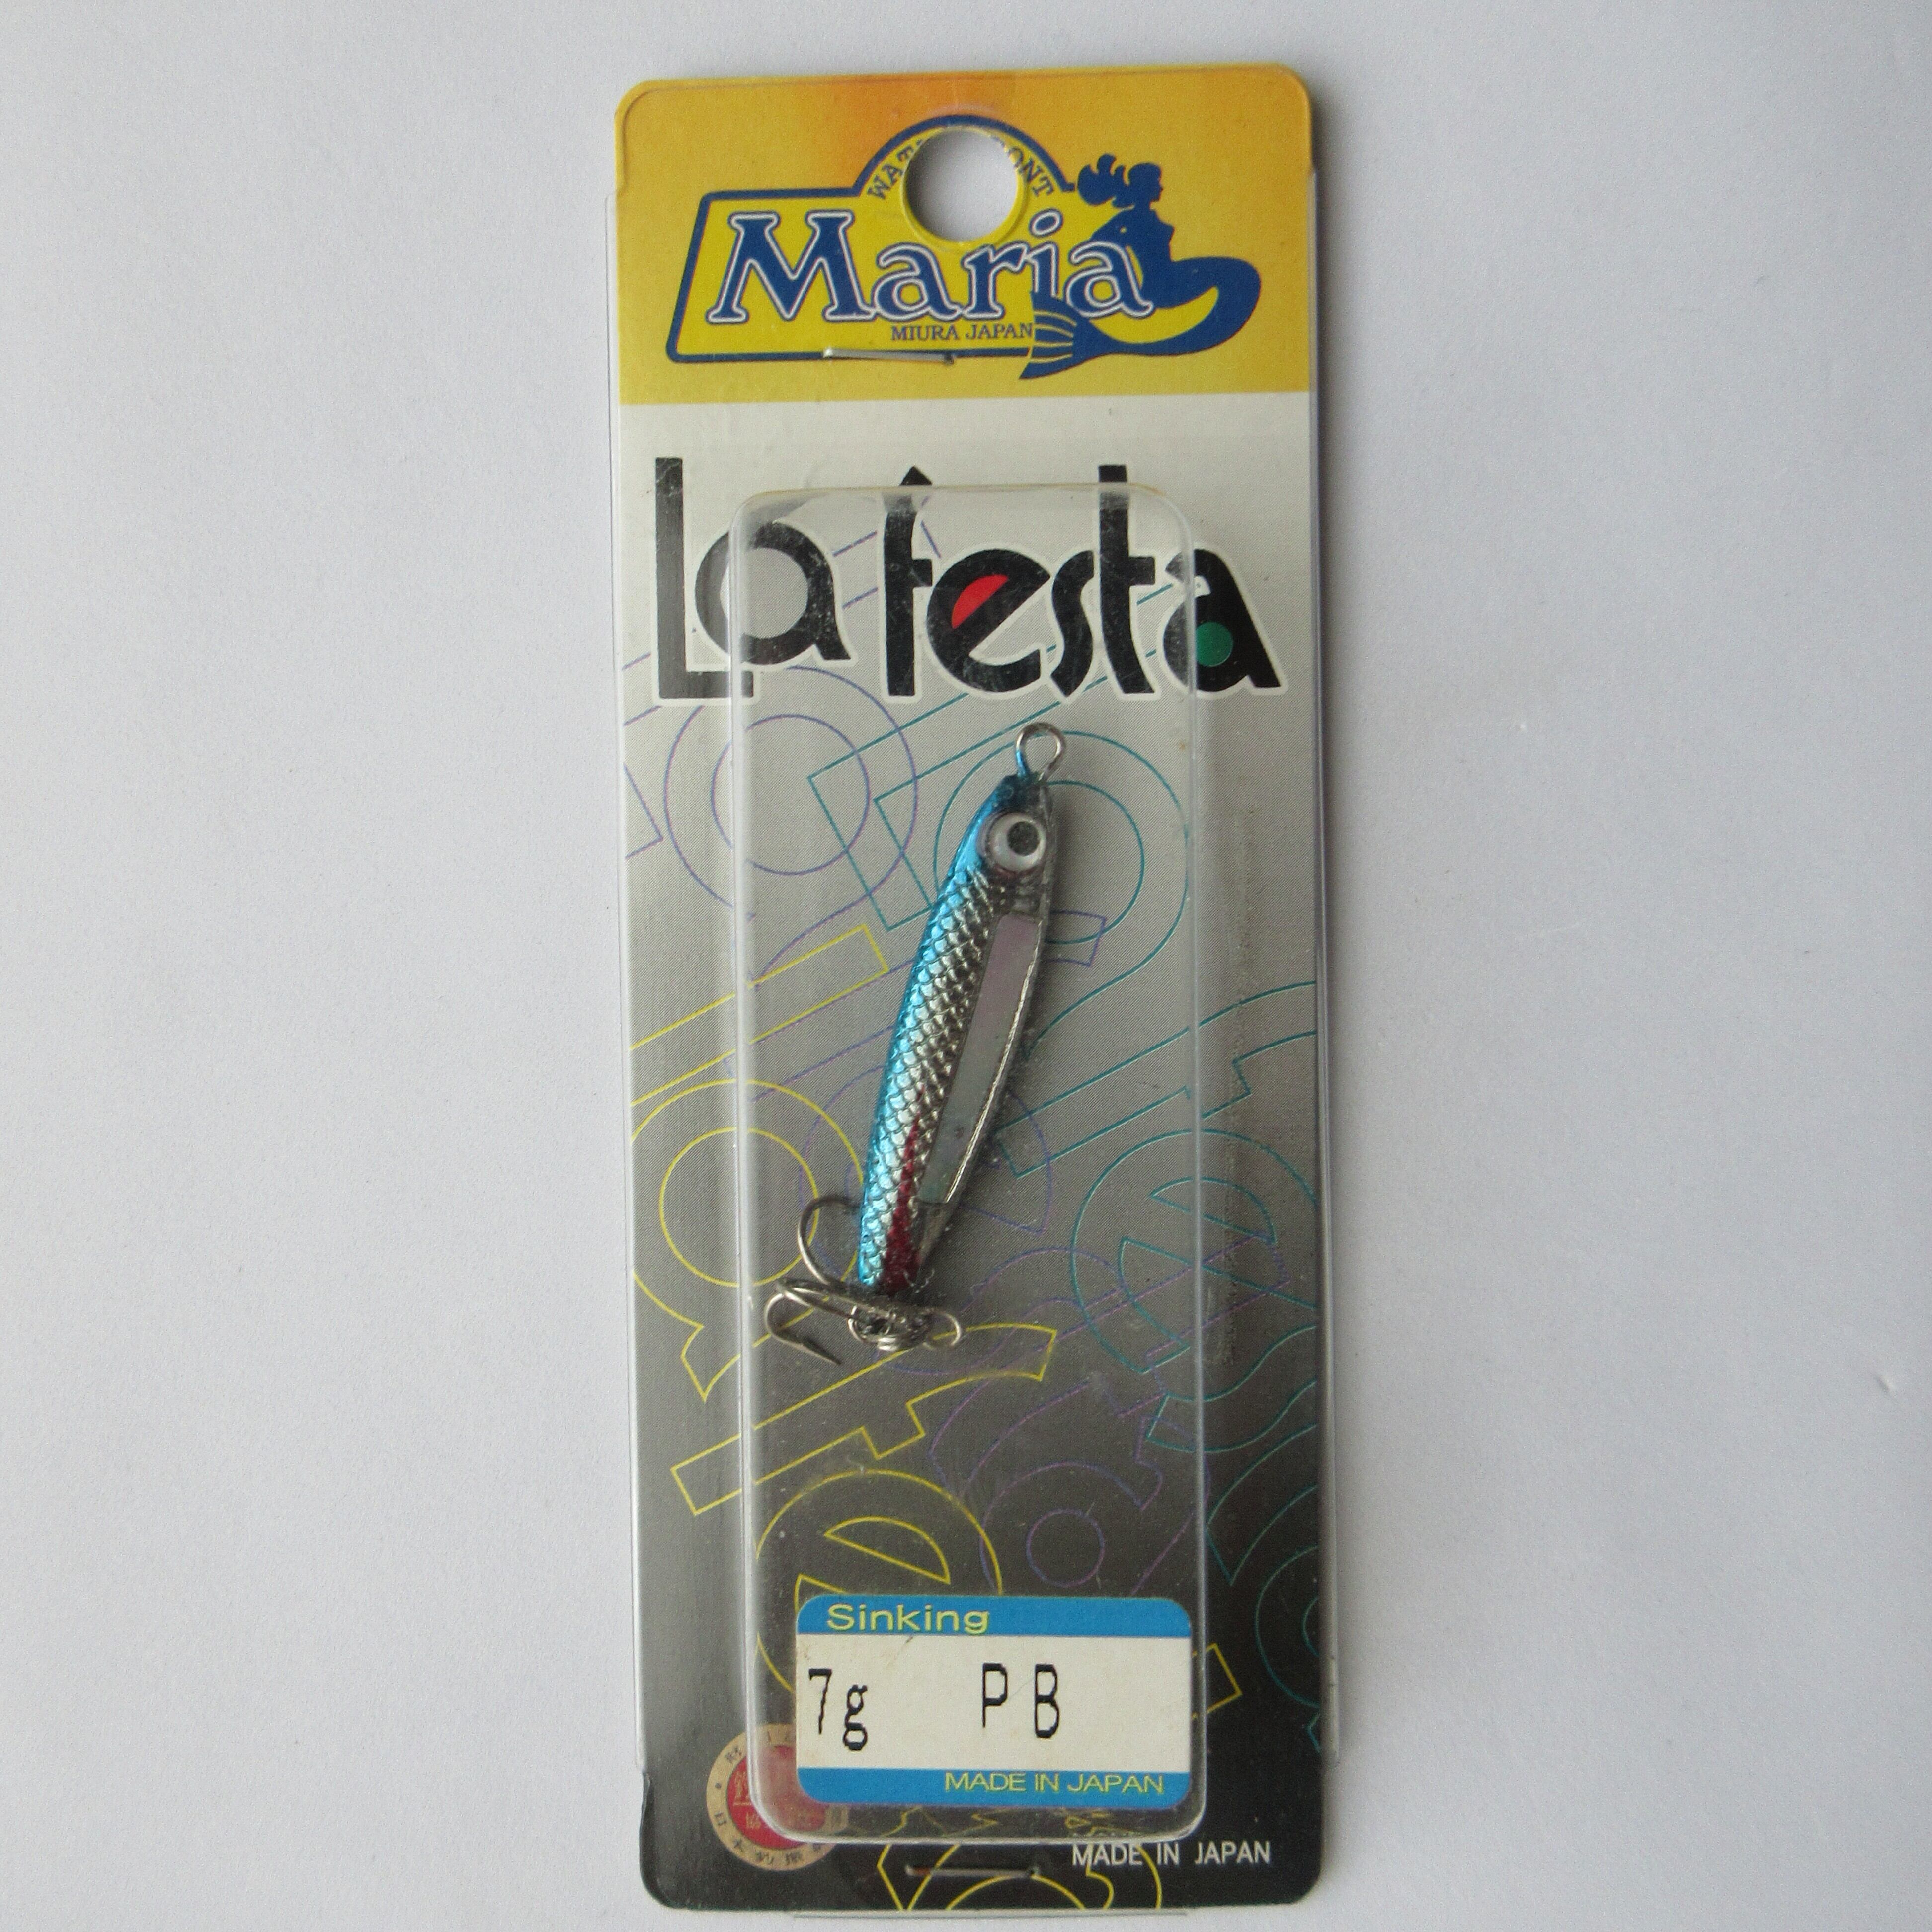 Maria
MIURA JAPAN
La festa
Sinking
7g PB
MADE IN JAPAN
MADE IN JAPAN